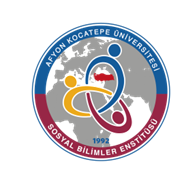 AFYON KOCATEPE ÜNİVERSİTESİ
1992
SOSYAL BİLİMLER ENSTİTÜSÜ